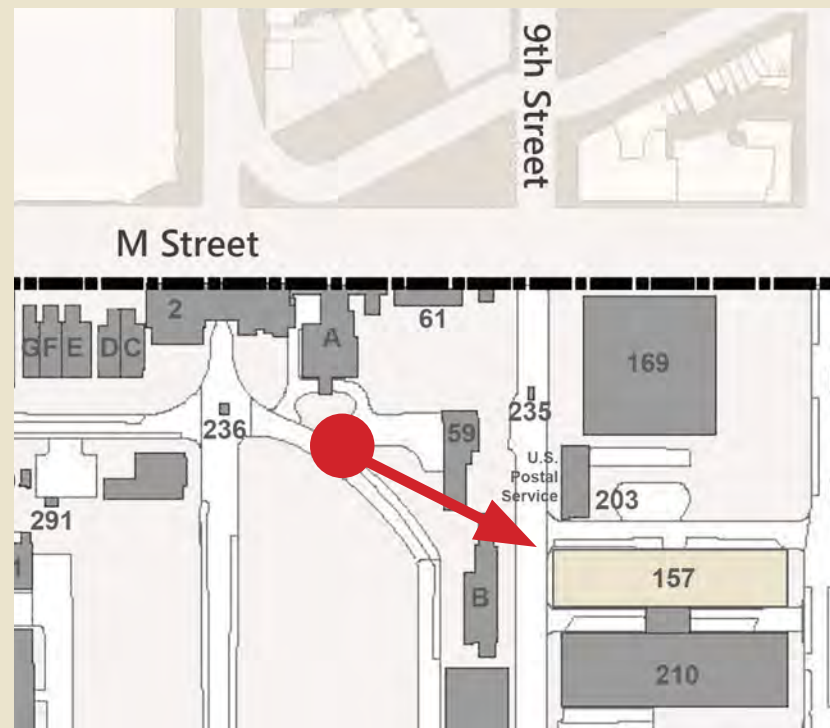 9th Street
M Street
2
61
A
G F E D C
169
235
236
59
U.S.
Postal
Service
203
291
157
B
210